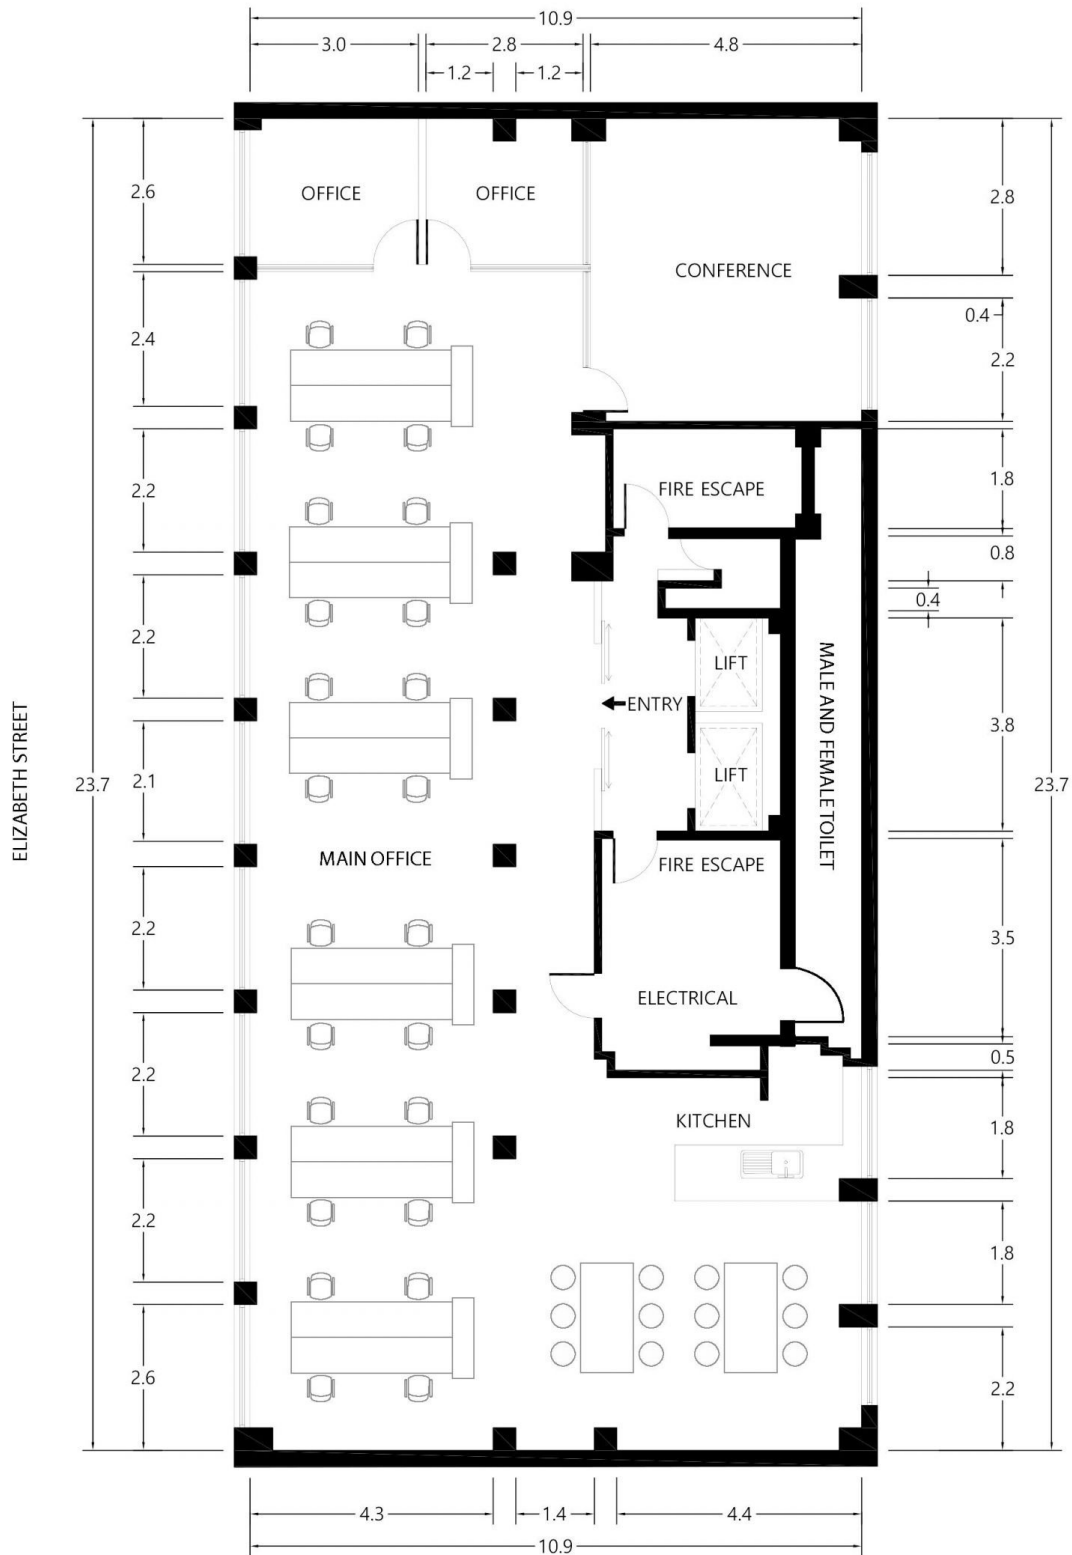 10.9
3.0
2.8
4.8
1.2
1.2
2.6
OFFICE
OFFICE
2.8
CONFERENCE
0.4
2.4
2.2
2.2
FIRE ESCAPE
1.8
0.8
0.4
2.2
LIFT
ENTRY
MALE AND FEMALE TOILET
3.8
ELIZABETH STREET
23.7
2.1
LIFT
23.7
MAIN OFFICE
FIRE ESCAPE
2.2
3.5
ELECTRICAL
0.5
2.2
KITCHEN
1.8
2.2
1.8
2.6
2.2
4.3
1.4
4.4
10.9